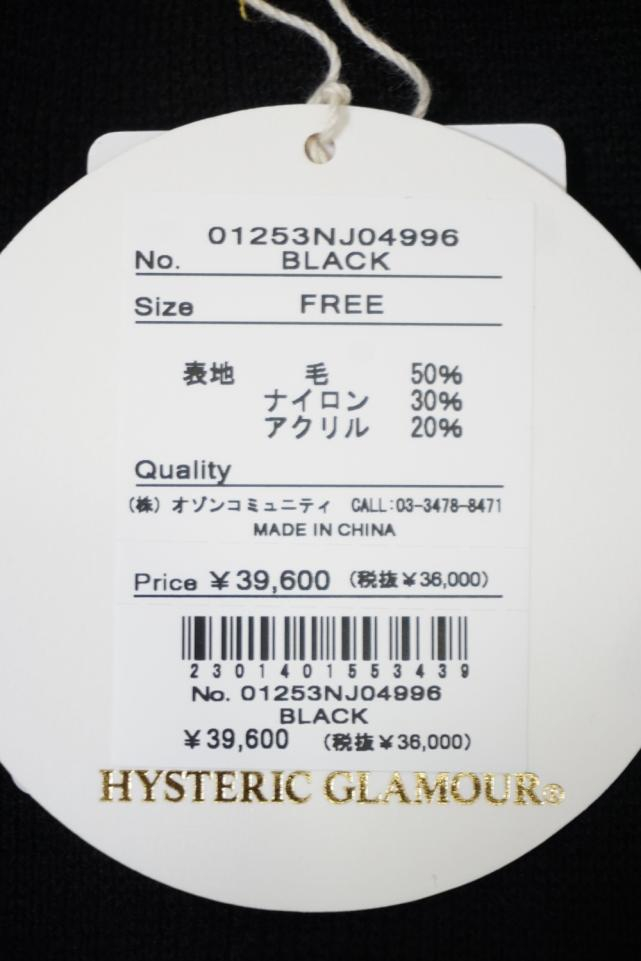 01253NJ04996
No. BLACK
Size FREE
表地 毛 50%
ナイロン 30%
アクリル 20%
Quality
(株) オゾンコミュニティ CALL:03-3478-8471
MADE IN CHINA
Price ¥39,600 (税抜¥36,000)
2301401553439
No. 01253NJ04996
BLACK
¥39,600 (税抜¥36,000)
HYSTERIC GLAMOUR®